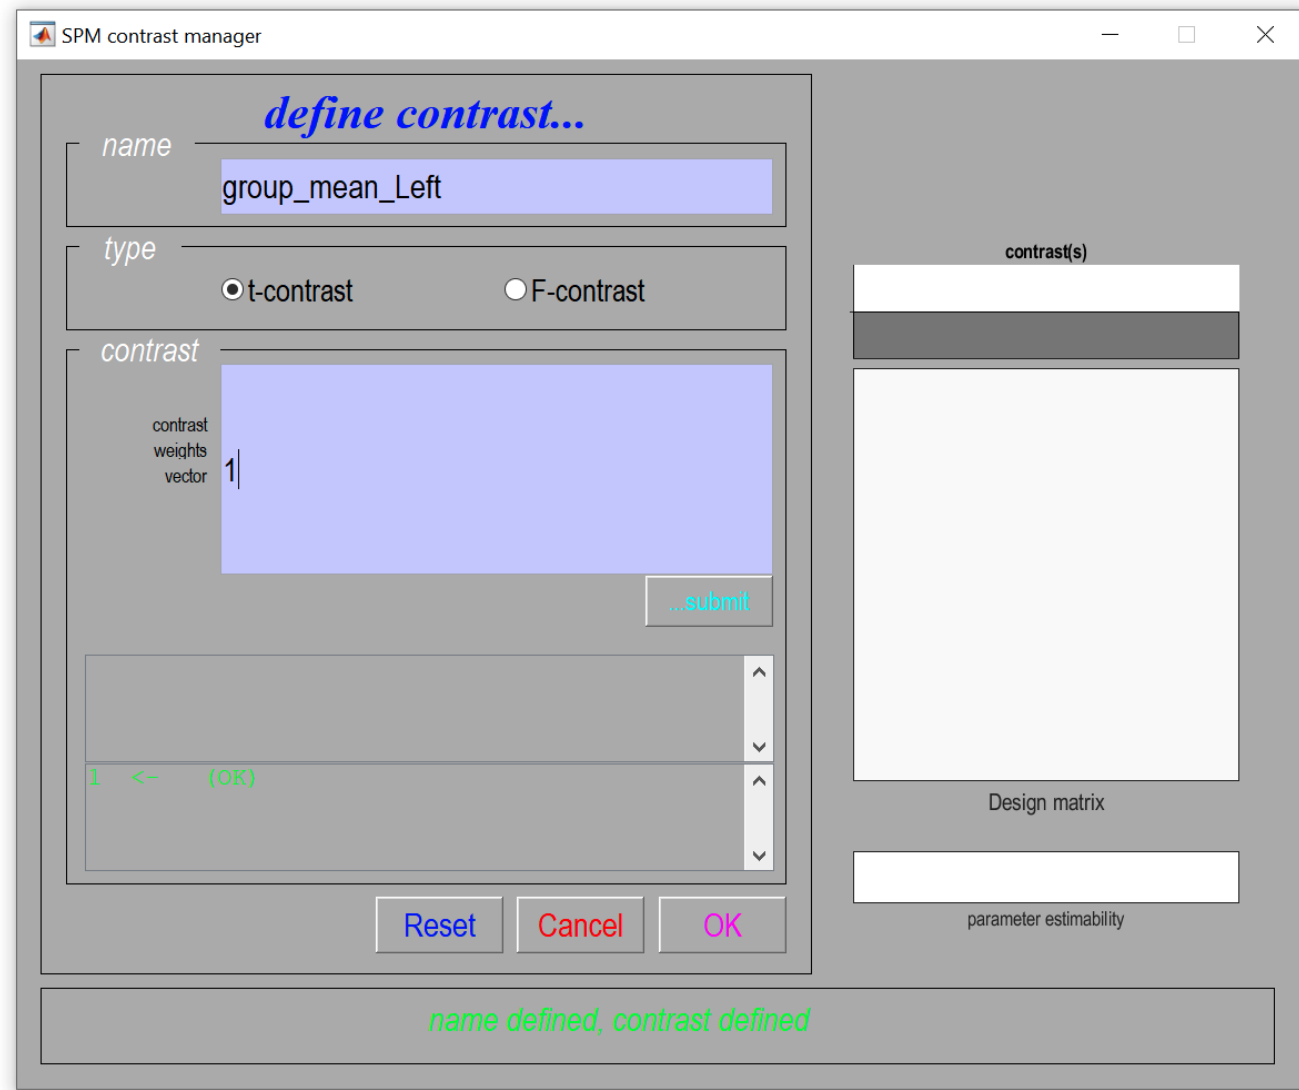 SPM contrast manager
define contrast...
name
group_mean_Left
type
t-contrast
F-contrast
contrast
contrast
weights
vector
1
...submit
1 <- (OK)
Reset
Cancel
OK
name defined, contrast defined
contrast(s)
Design matrix
parameter estimability